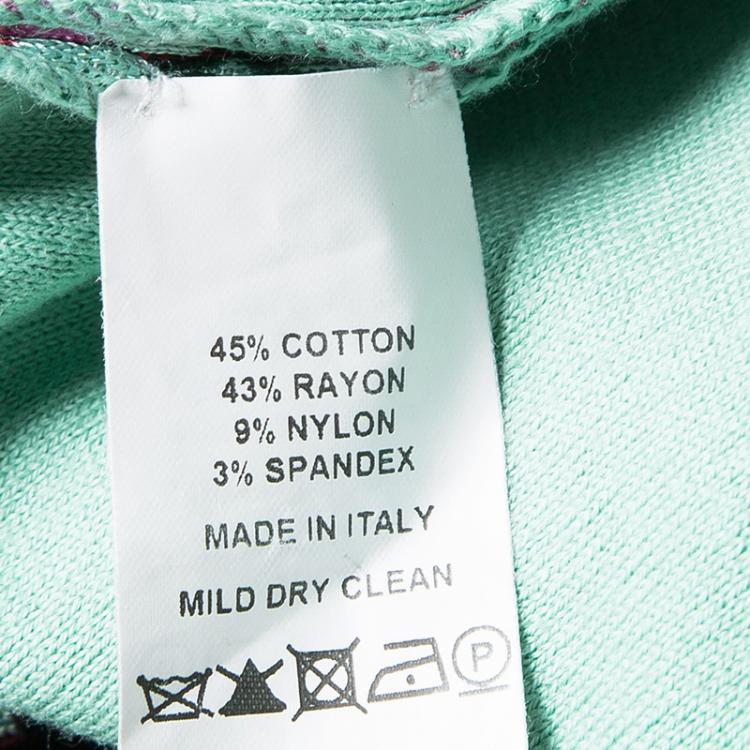 45% COTTON
43% RAYON
9% NYLON
3% SPANDEX
MADE IN ITALY
MILD DRY CLEAN
P